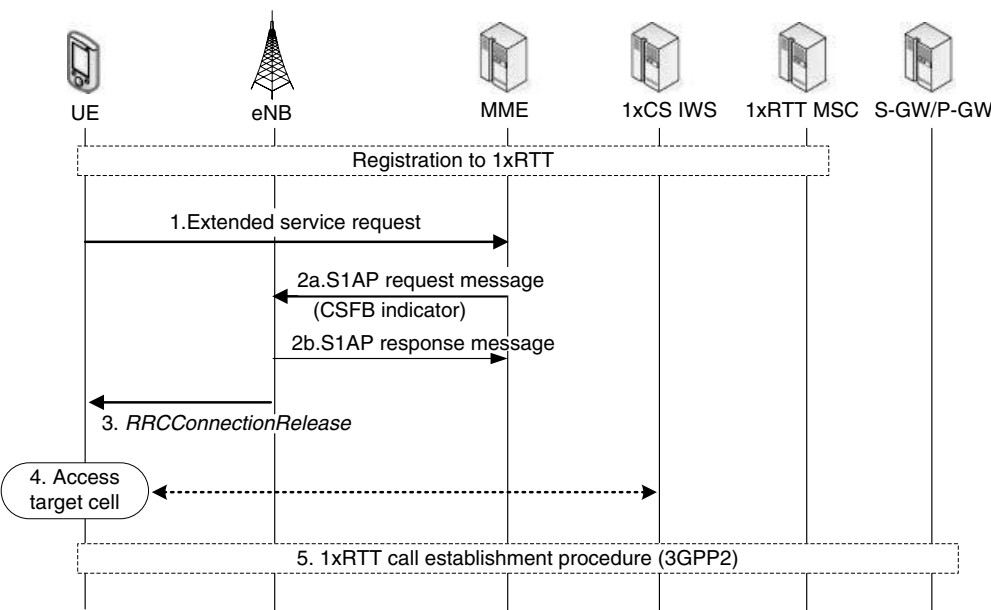 UE
eNB
MME
1xCS IWS
1xRTT MSC
S-GW/P-GW
Registration to 1xRTT
1.Extended service request
2a.S1AP request message
(CSFB indicator)
2b.S1AP response message
3. RRCConnectionRelease
4. Access
target cell
5. 1xRTT call establishment procedure (3GPP2)